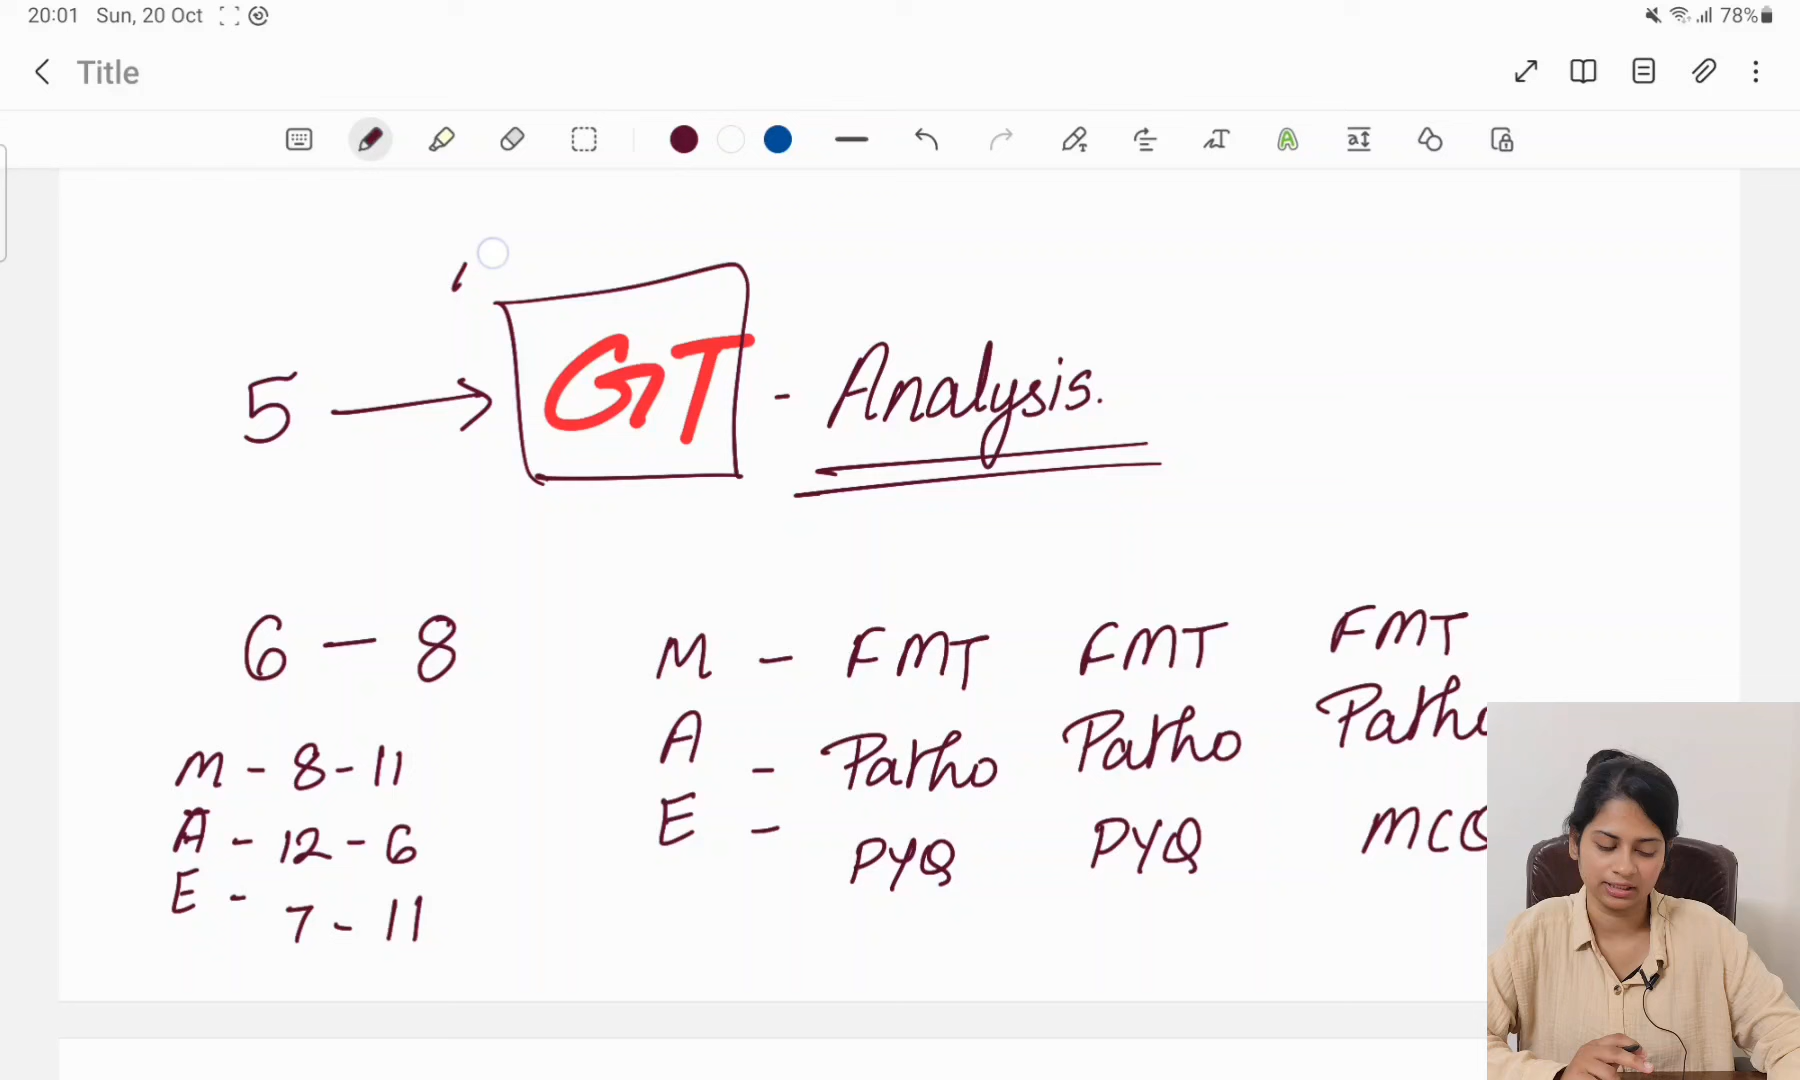 20:01 Sun, 20 Oct 78%
Title
5 → GT - Analysis.
6 - 8
M - 8 - 11
A - 12 - 6
E - 7 - 11
M - FMT FMT FMT
A - Patho Patho Patho
E - PYQ PYQ MCQ